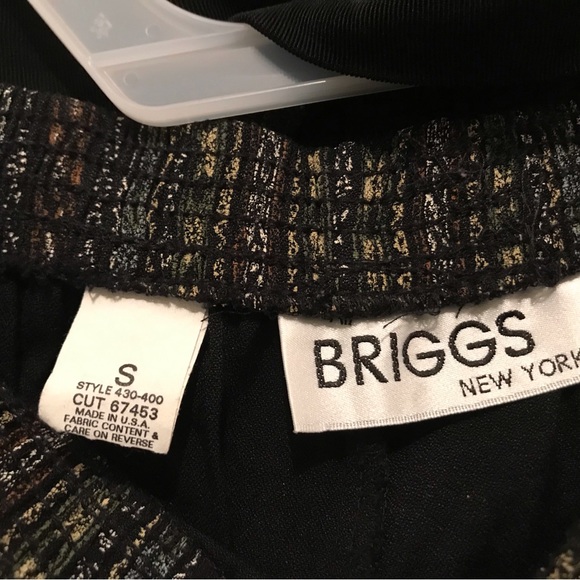 S
STYLE 430-400
CUT 67453
MADE IN U.S.A.
FABRIC CONTENT &
CARE ON REVERSE
BRIGGS
NEW YORK